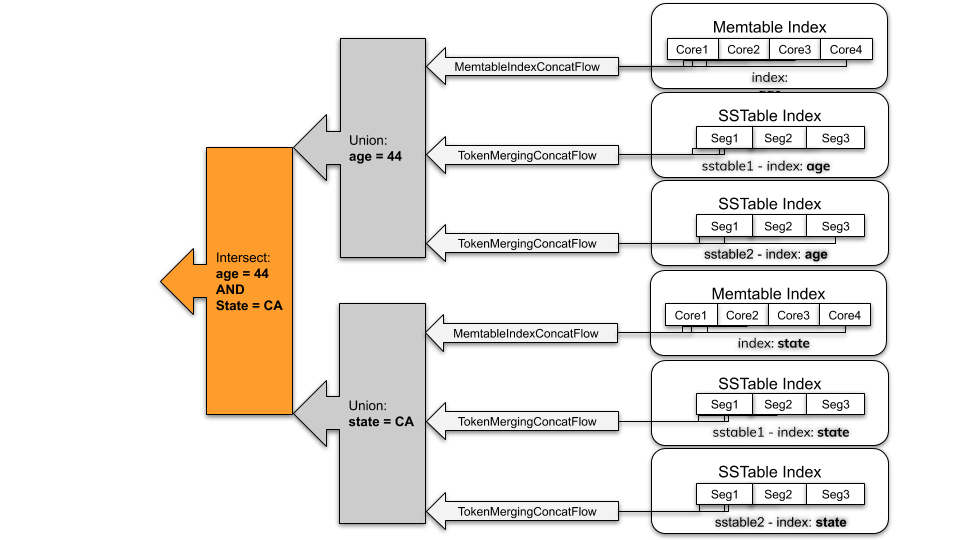 Memtable Index
Core1 Core2 Core3 Core4
index:
MemtableIndexConcatFlow
SSTable Index
Seg1 Seg2 Seg3
sstable1 - index: age
TokenMergingConcatFlow
Union:
age = 44
SSTable Index
Seg1 Seg2 Seg3
sstable2 - index: age
TokenMergingConcatFlow
Intersect:
age = 44
AND
State = CA
Memtable Index
Core1 Core2 Core3 Core4
index: state
MemtableIndexConcatFlow
SSTable Index
Seg1 Seg2 Seg3
sstable1 - index: state
TokenMergingConcatFlow
Union:
state = CA
SSTable Index
Seg1 Seg2 Seg3
sstable2 - index: state
TokenMergingConcatFlow